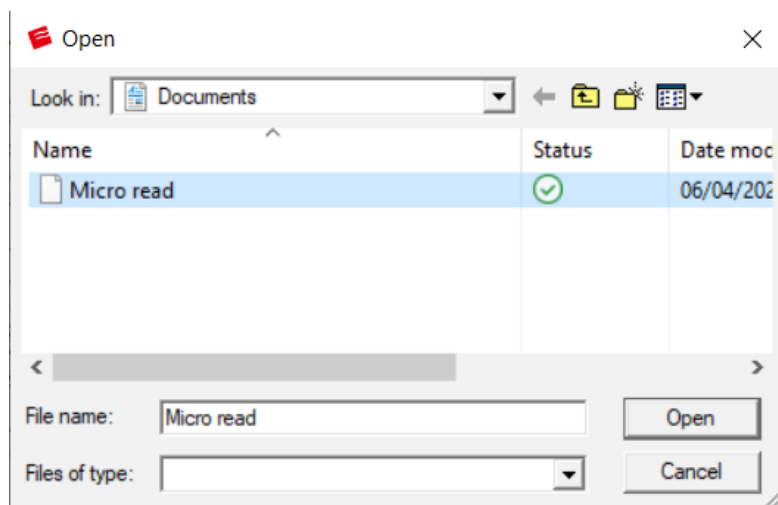 Open
Look in: Documents
Name Status Date mod
Micro read 06/04/202
File name: Micro read Open
Files of type: Cancel